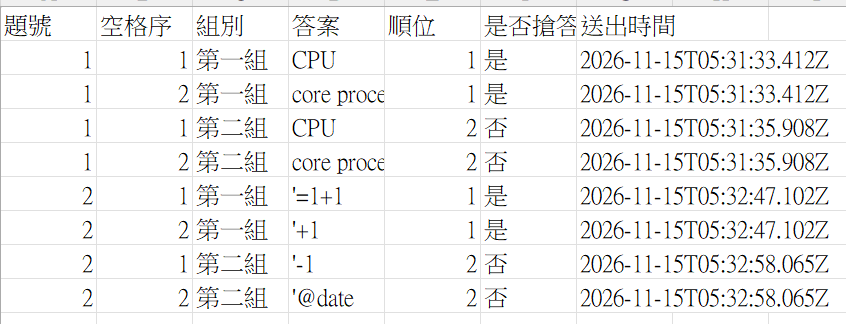 題號 空格序 組別 答案 順位 是否搶答 送出時間
1 1 第一組 CPU 1 是 2026-11-15T05:31:33.412Z
1 2 第一組 core proce 1 是 2026-11-15T05:31:33.412Z
1 1 第二組 CPU 2 否 2026-11-15T05:31:35.908Z
1 2 第二組 core proce 2 否 2026-11-15T05:31:35.908Z
2 1 第一組 '=1+1 1 是 2026-11-15T05:32:47.102Z
2 2 第一組 '+1 1 是 2026-11-15T05:32:47.102Z
2 1 第二組 '-1 2 否 2026-11-15T05:32:58.065Z
2 2 第二組 '@date 2 否 2026-11-15T05:32:58.065Z